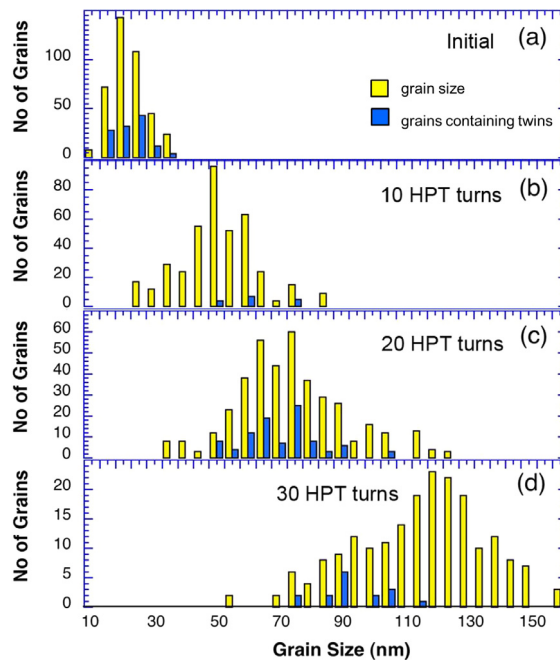 Initial (a)
No of Grains
100
50
0
grain size
grains containing twins
10 HPT turns (b)
No of Grains
80
60
40
20
0
20 HPT turns (c)
No of Grains
60
50
40
30
20
10
0
30 HPT turns (d)
No of Grains
20
15
10
5
0
10 30 50 70 90 110 130 150
Grain Size (nm)